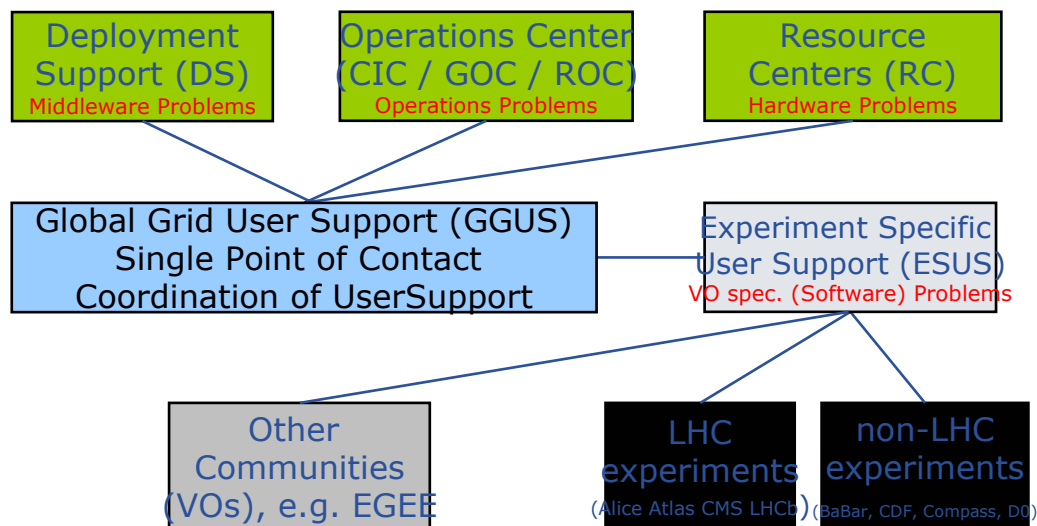 Deployment
Support (DS)
Middleware Problems
Operations Center
(CIC / GOC / ROC)
Operations Problems
Resource
Centers (RC)
Hardware Problems
Global Grid User Support (GGUS)
Single Point of Contact
Coordination of UserSupport
Experiment Specific
User Support (ESUS)
VO spec. (Software) Problems
Other
Communities
(VOs), e.g. EGEE
LHC
experiments
(Alice Atlas CMS LHCb)
non-LHC
experiments
(BaBar, CDF, Compass, D0)